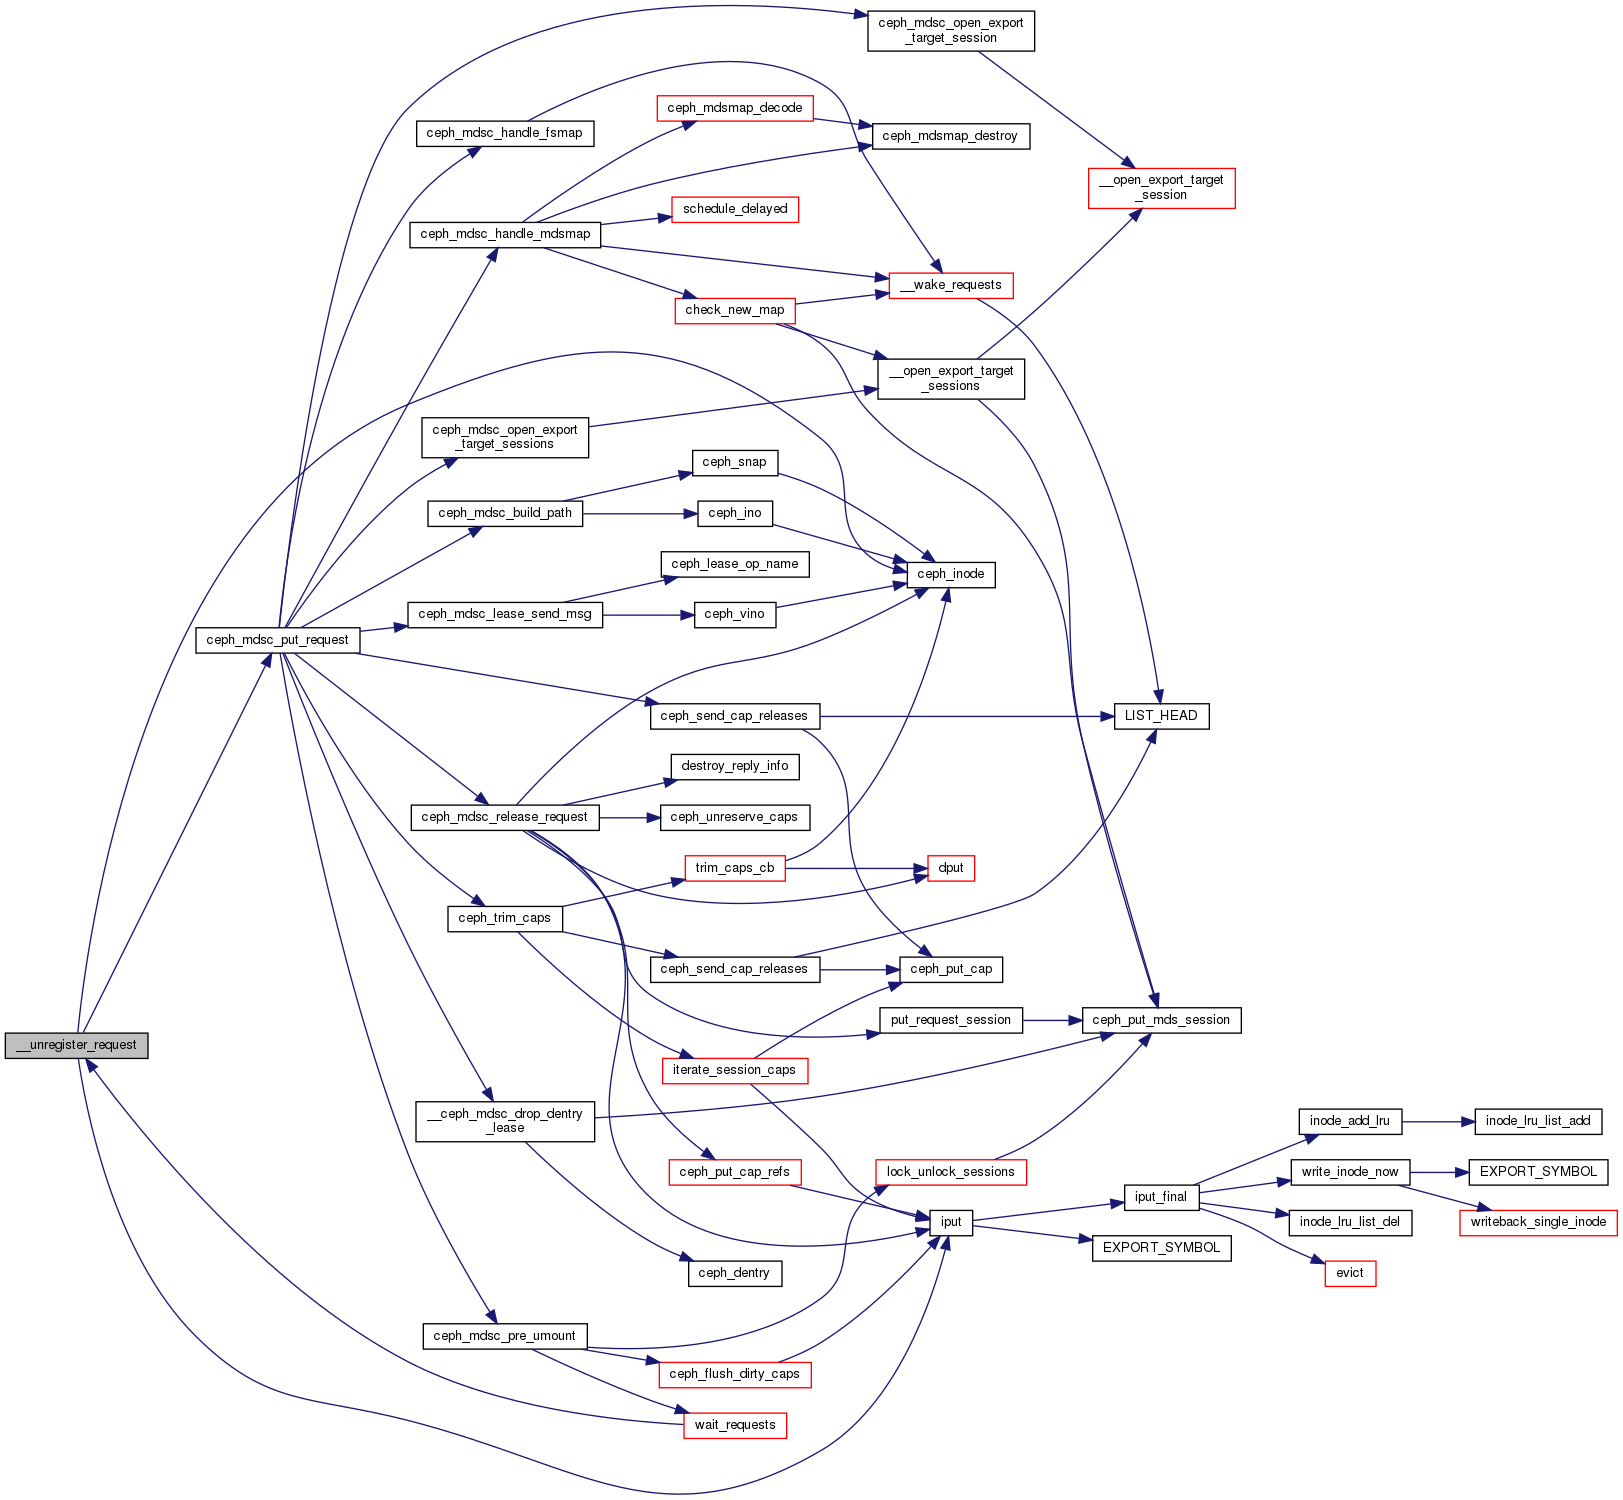 ceph_mdsc_open_export
_target_session
ceph_mdsmap_decode
ceph_mdsc_handle_fsmap
ceph_mdsmap_destroy
__open_export_target
_session
schedule_delayed
ceph_mdsc_handle_mdsmap
__wake_requests
check_new_map
__open_export_target
_sessions
ceph_mdsc_open_export
_target_sessions
ceph_snap
ceph_mdsc_build_path
ceph_ino
ceph_lease_op_name
ceph_inode
ceph_mdsc_lease_send_msg
ceph_vino
ceph_mdsc_put_request
ceph_send_cap_releases
LIST_HEAD
destroy_reply_info
ceph_mdsc_release_request
ceph_unreserve_caps
trim_caps_cb
dput
ceph_trim_caps
ceph_send_cap_releases
ceph_put_cap
put_request_session
ceph_put_mds_session
__unregister_request
iterate_session_caps
__ceph_mdsc_drop_dentry
_lease
inode_add_lru
inode_lru_list_add
ceph_put_cap_refs
lock_unlock_sessions
write_inode_now
EXPORT_SYMBOL
iput_final
iput
inode_lru_list_del
writeback_single_inode
EXPORT_SYMBOL
ceph_dentry
evict
ceph_mdsc_pre_umount
ceph_flush_dirty_caps
wait_requests